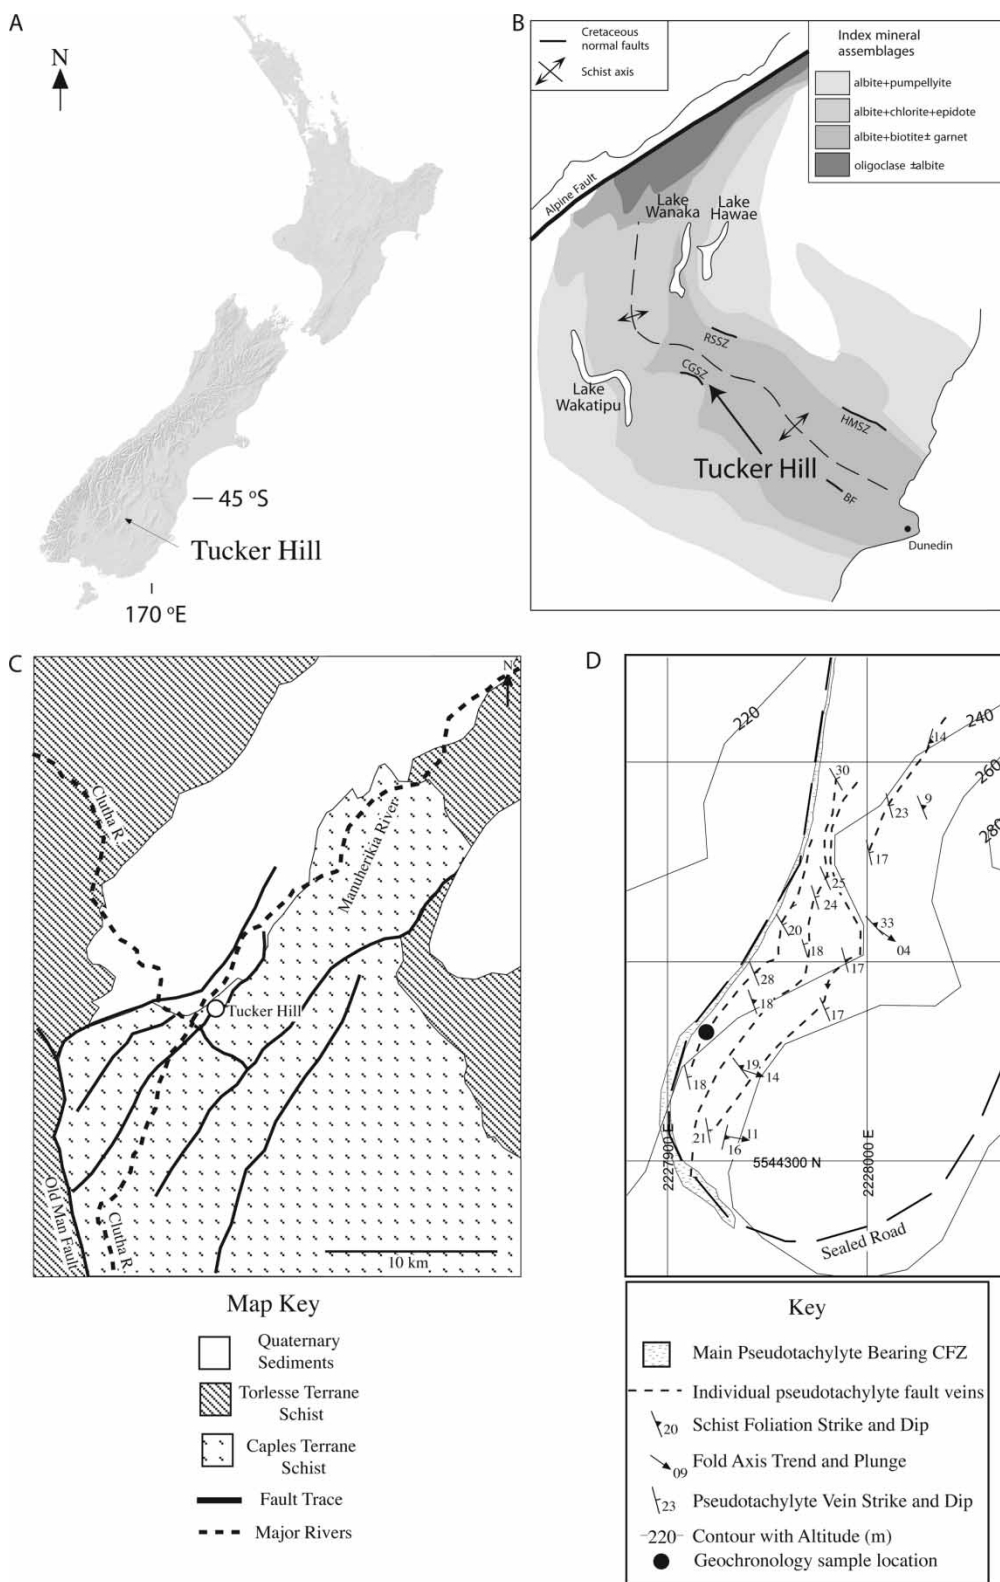 A
N
45 °S
Tucker Hill
170 °E
B
Cretaceous
normal faults
Schist axis
Index mineral
assemblages
albite+pumpellyite
albite+chlorite+epidote
albite+biotite± garnet
oligoclase ±albite
Alpine Fault
Lake
Wanaka
Lake
Hawae
RSSZ
CGSZ
Lake
Wakatipu
HMSZ
Tucker Hill
BF
Dunedin
C
N
Clutha R.
Manuherikia River
Tucker Hill
Old Man Fault
Clutha R.
10 km
Map Key
Quaternary
Sediments
Torlesse Terrane
Schist
Caples Terrane
Schist
Fault Trace
Major Rivers
D
220
14
240
260
280
30
23
9
17
25
24
33
20
04
18
17
28
18
17
19
14
18
21
11
16
2227900 E
5544300 N
2228000 E
Sealed Road
Key
Main Pseudotachylyte Bearing CFZ
Individual pseudotachylyte fault veins
20 Schist Foliation Strike and Dip
09 Fold Axis Trend and Plunge
23 Pseudotachylyte Vein Strike and Dip
220 Contour with Altitude (m)
Geochronology sample location